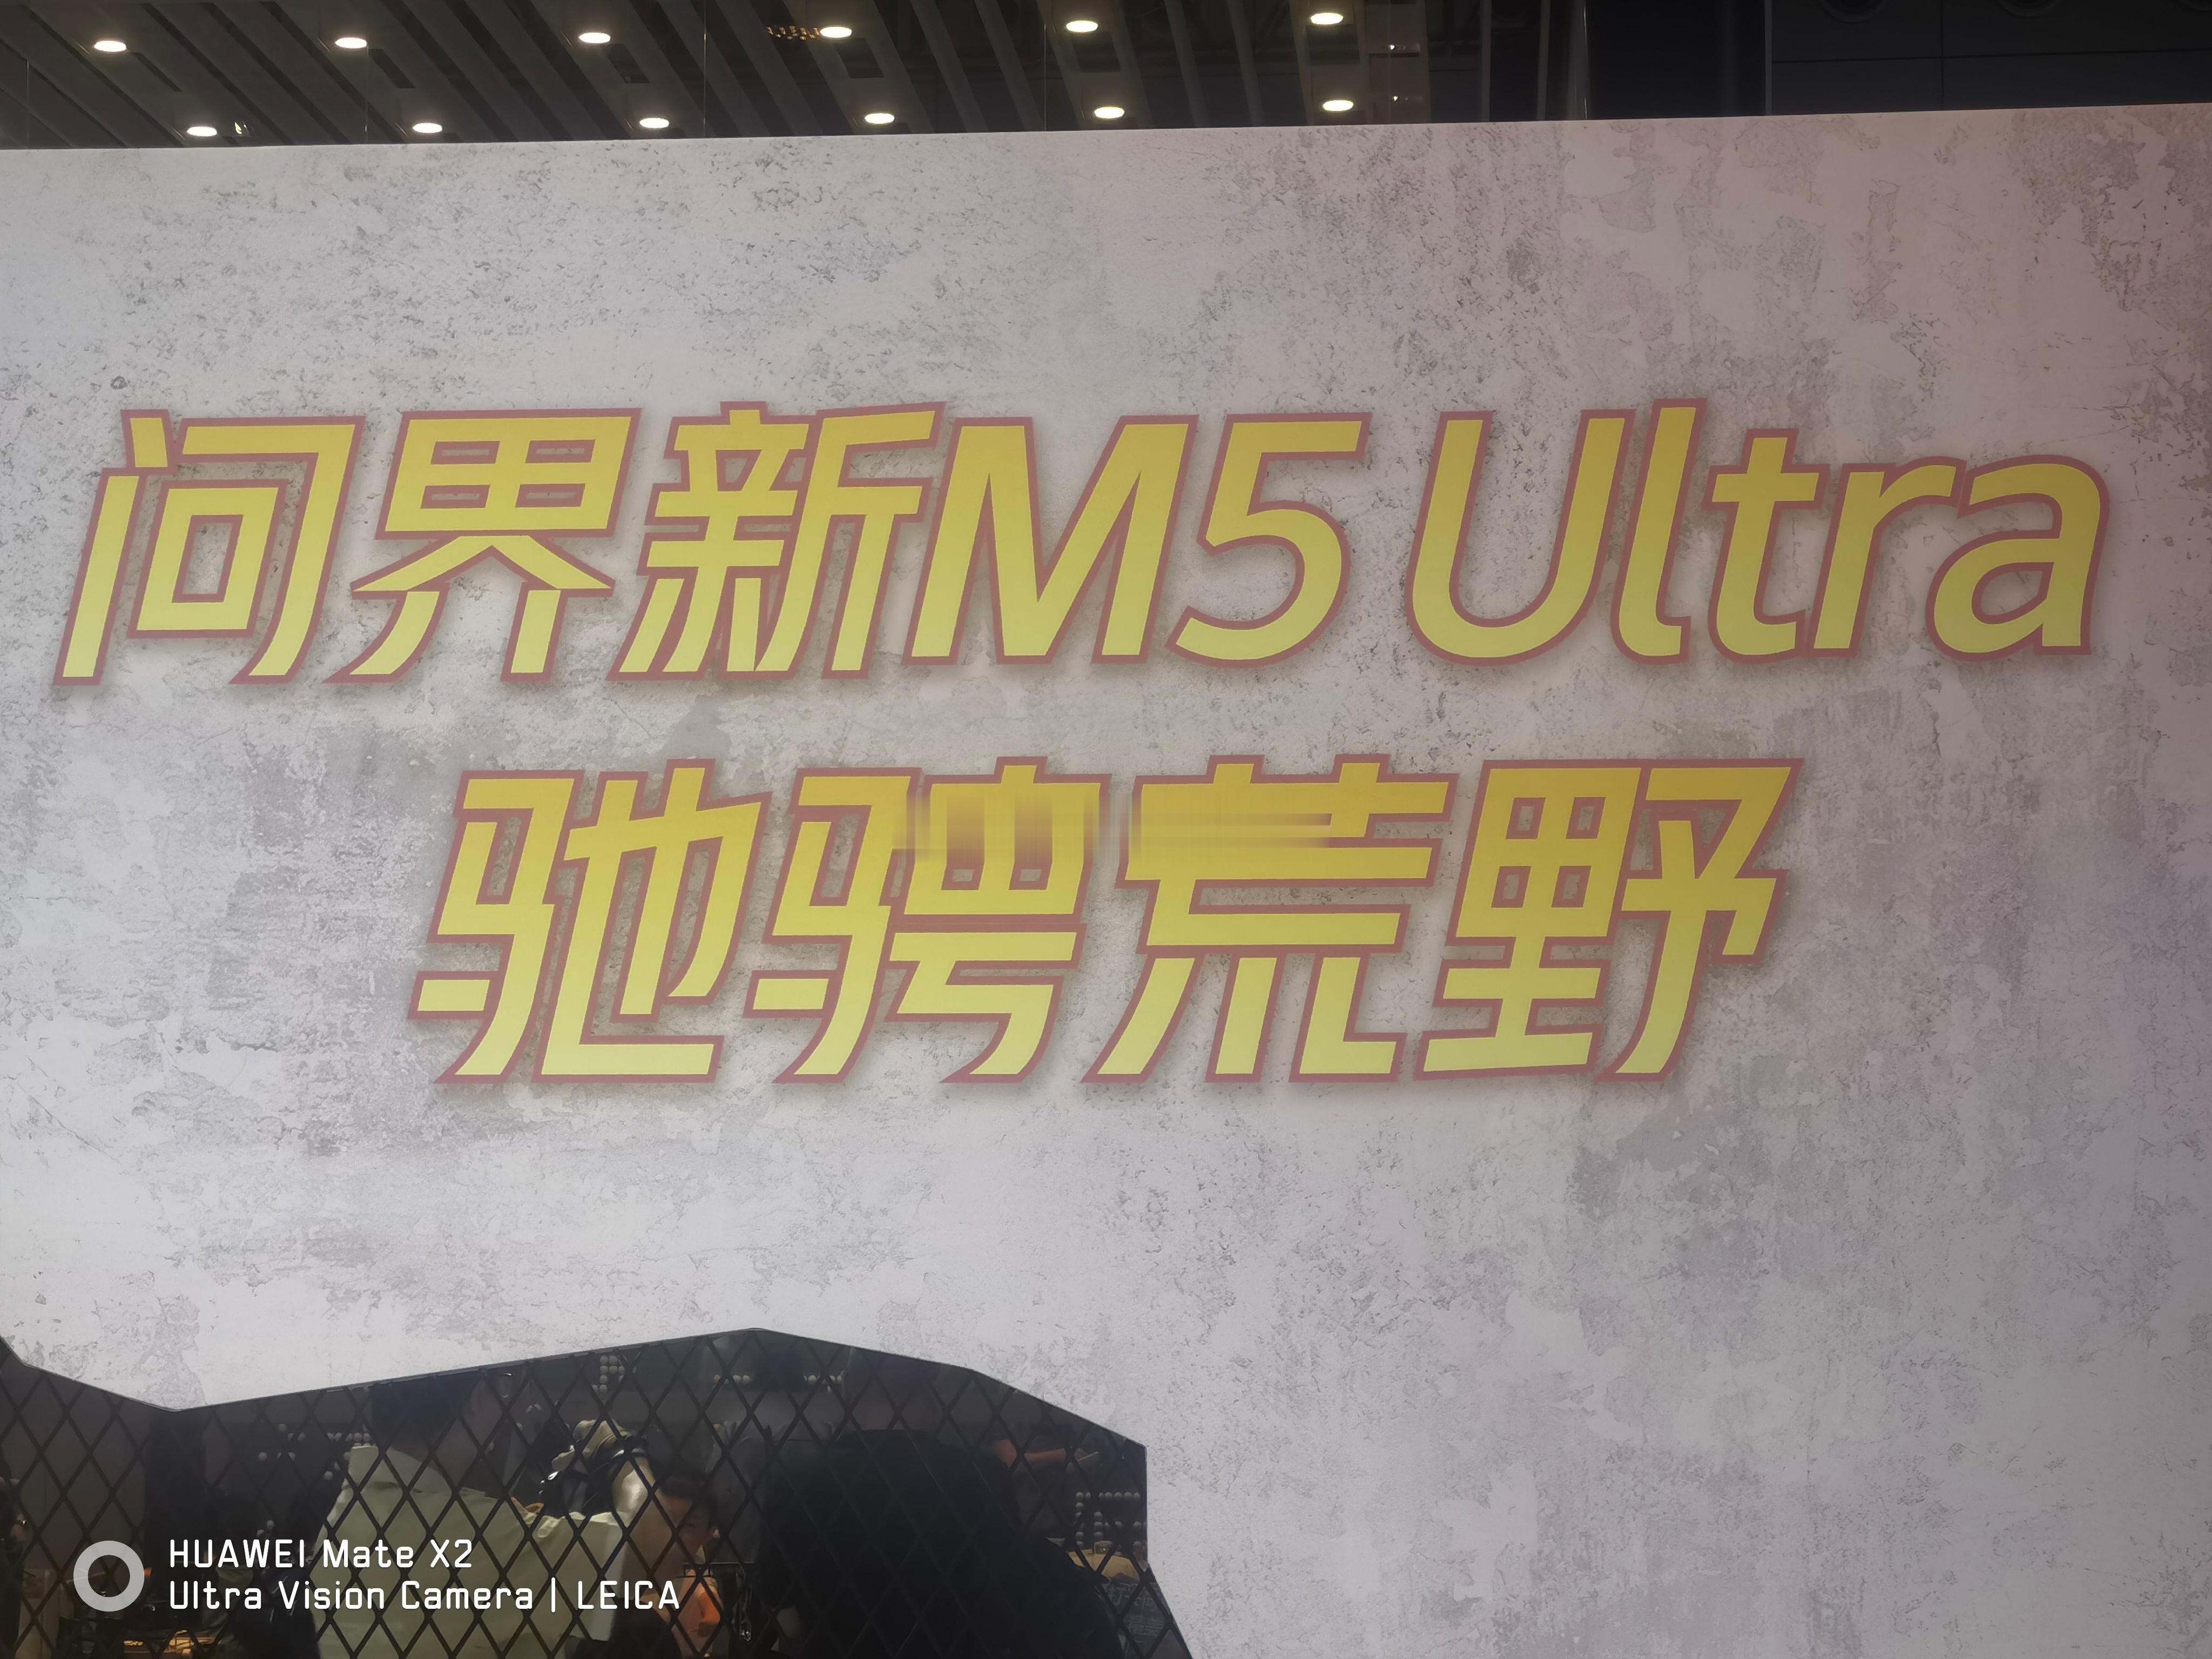 问界新M5 Ultra
驰骋荒野
HUAWEI Mate X2
Ultra Vision Camera | LEICA